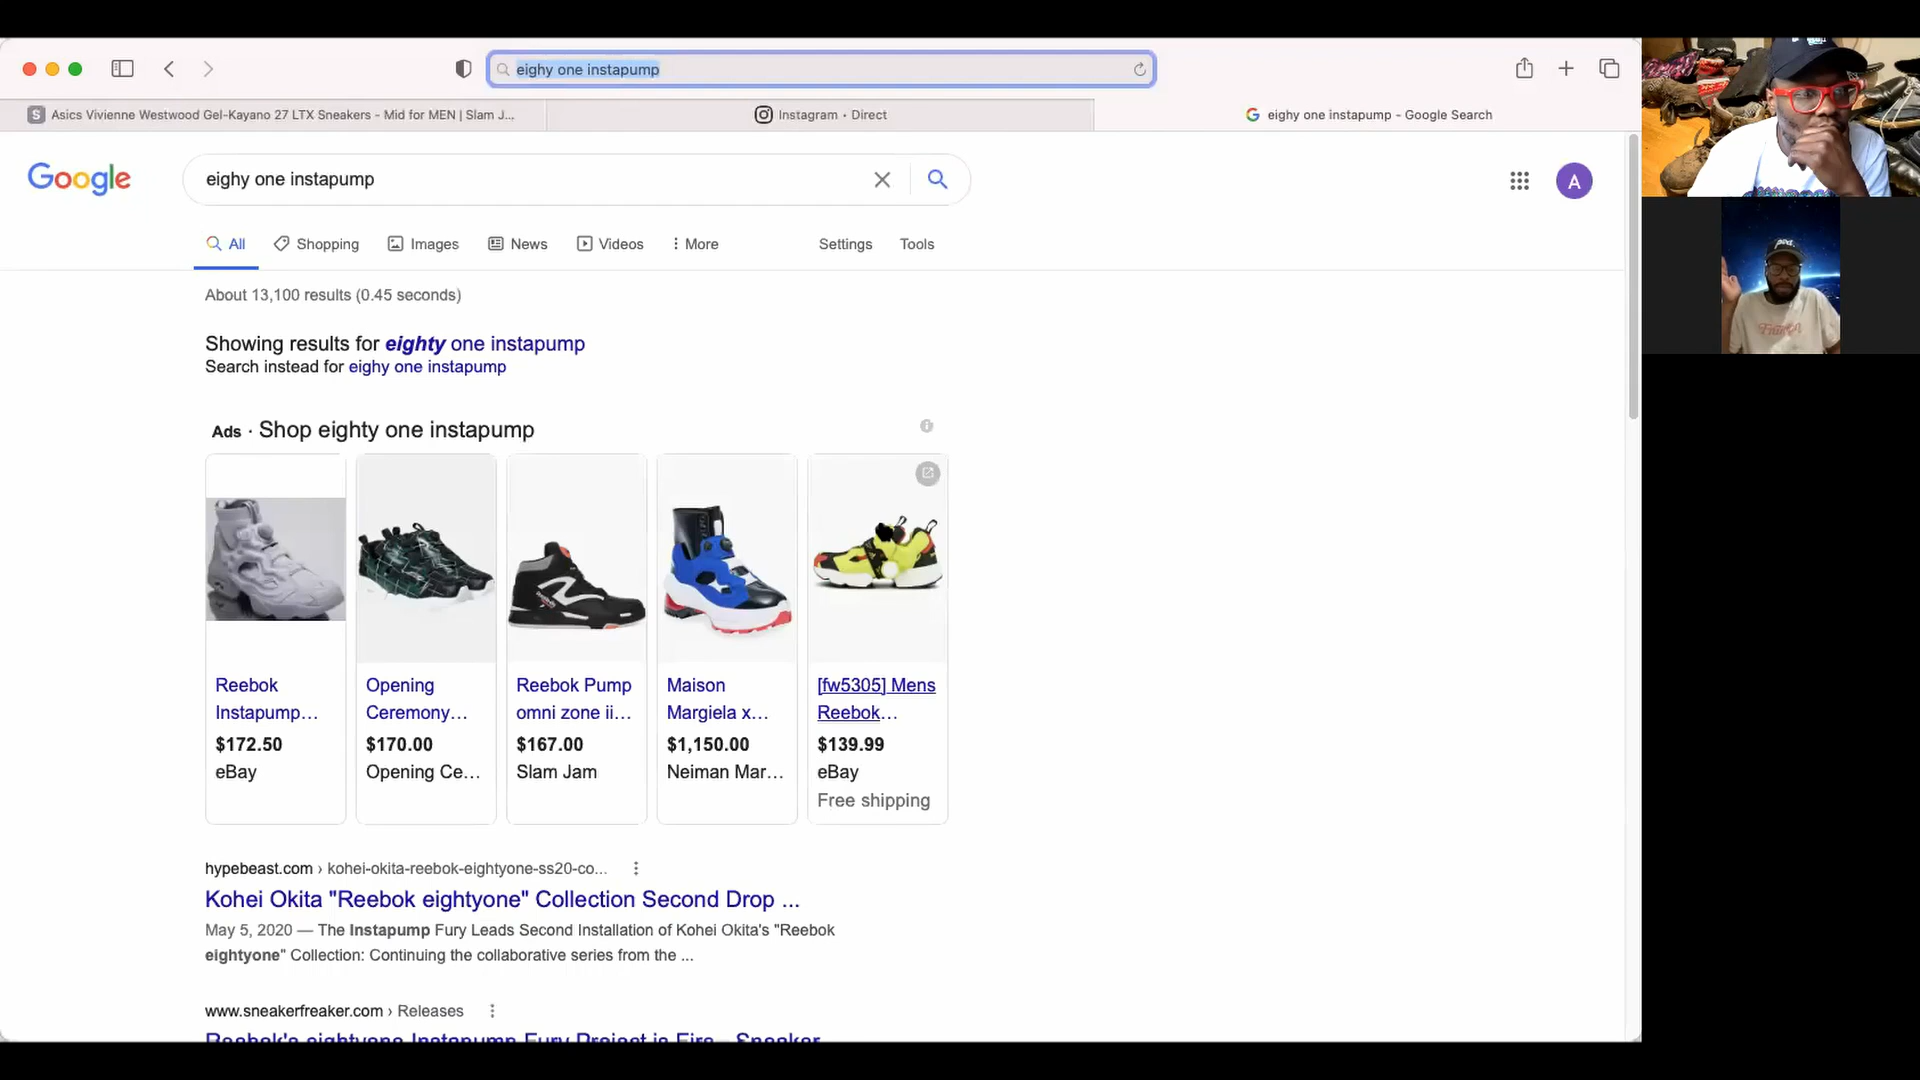 eighy one instapump
S Asics Vivienne Westwood Gel-Kayano 27 LTX Sneakers - Mid for MEN | Slam J...
Instagram • Direct
eighy one instapump - Google Search
Google
eighy one instapump
A
All
Shopping
Images
News
Videos
More
Settings
Tools
About 13,100 results (0.45 seconds)
Showing results for eighty one instapump
Search instead for eighy one instapump
Ads · Shop eighty one instapump
Reebok
Instapump...
$172.50
eBay
Opening
Ceremony...
$170.00
Opening Ce...
Reebok Pump
omni zone ii...
$167.00
Slam Jam
Maison
Margiela x...
$1,150.00
Neiman Mar...
[fw5305] Mens
Reebok...
$139.99
eBay
Free shipping
hypebeast.com › kohei-okita-reebok-eightyone-ss20-co...
Kohei Okita "Reebok eightyone" Collection Second Drop ...
May 5, 2020 — The Instapump Fury Leads Second Installation of Kohei Okita's "Reebok
eightyone" Collection: Continuing the collaborative series from the ...
www.sneakerfreaker.com › Releases
Reebok's eightyone Instapump Fury Project is Fire - Sneaker